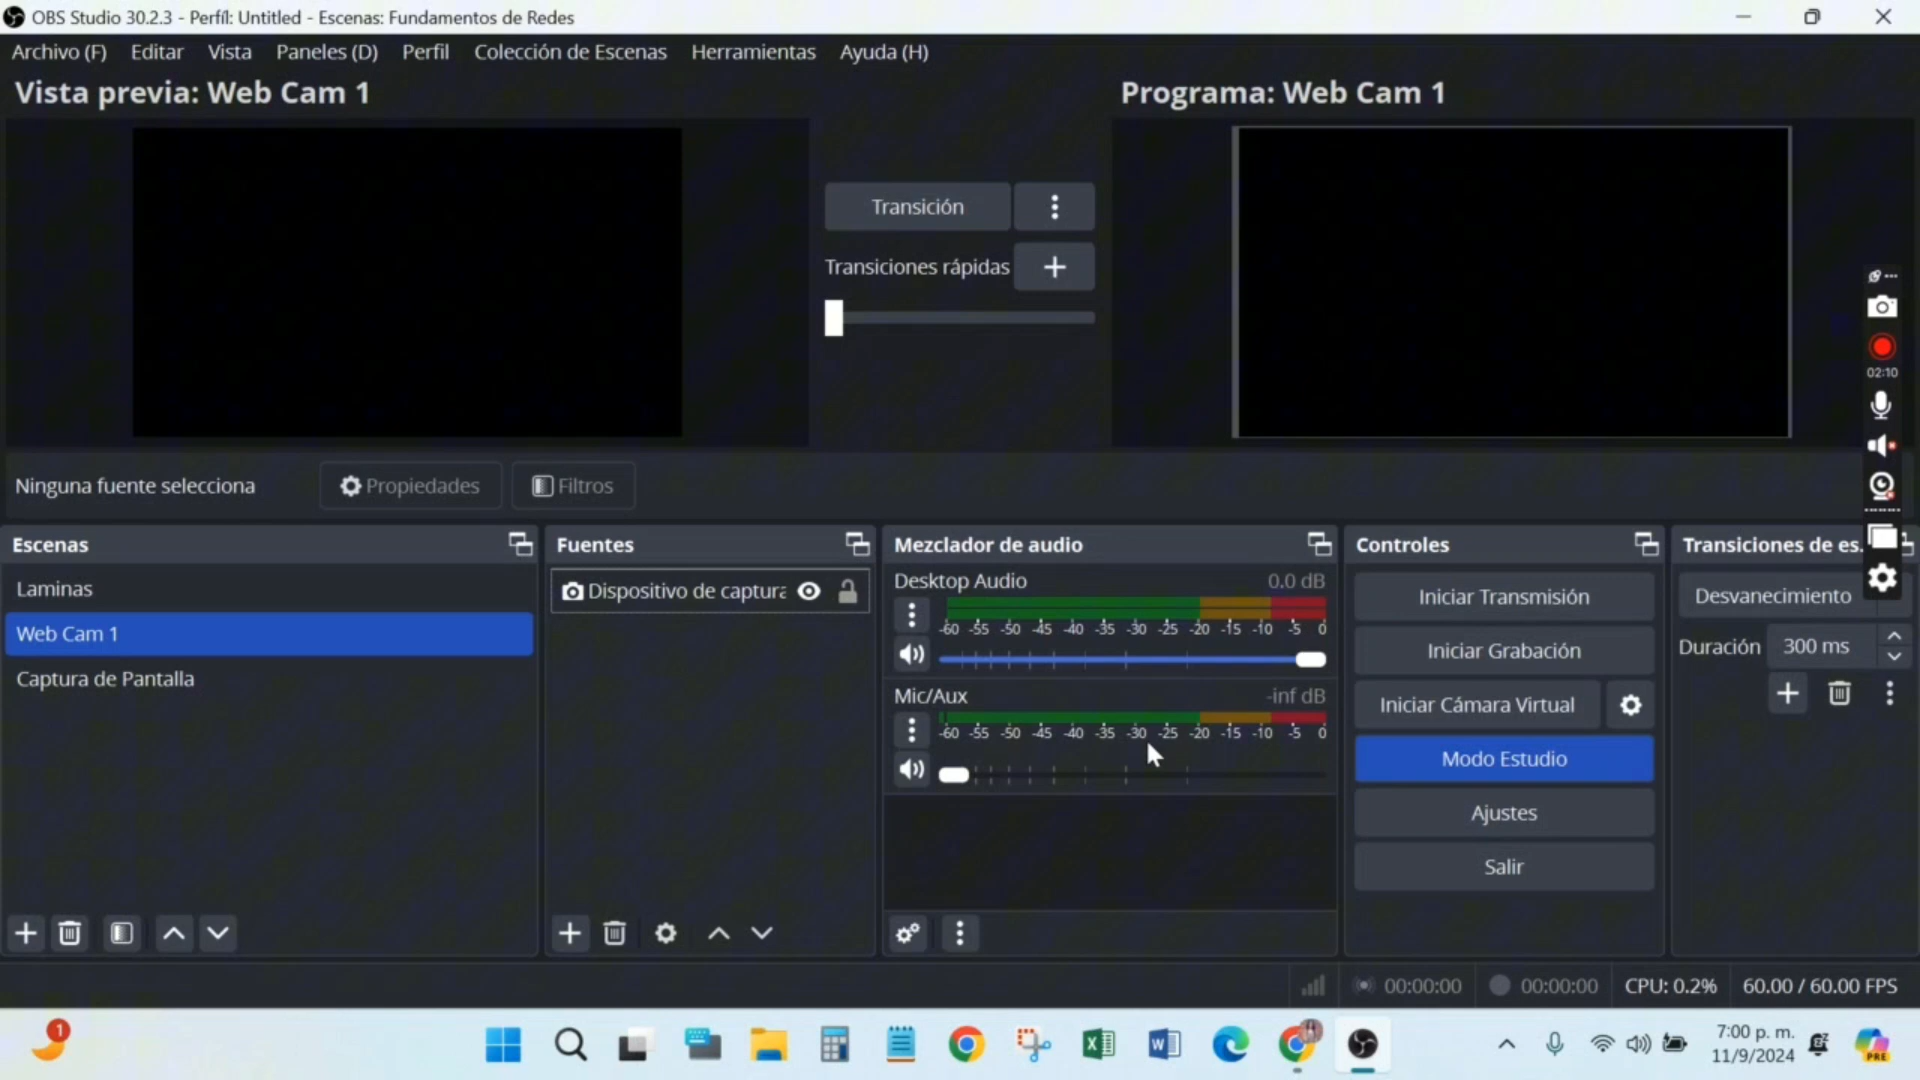 OBS Studio 30.2.3 - Perfil: Untitled - Escenas: Fundamentos de Redes
Archivo (F) Editar Vista Paneles (D) Perfil Colección de Escenas Herramientas Ayuda (H)
Vista previa: Web Cam 1
Programa: Web Cam 1
Transición
Transiciones rápidas
02:10
Ninguna fuente selecciona
Propiedades
Filtros
Escenas
Laminas
Web Cam 1
Captura de Pantalla
Fuentes
Dispositivo de captura
Mezclador de audio
Desktop Audio 0.0 dB
-60 -55 -50 -45 -40 -35 -30 -25 -20 -15 -10 -5 0
Mic/Aux -inf dB
-60 -55 -50 -45 -40 -35 -30 -25 -20 -15 -10 -5 0
Controles
Iniciar Transmisión
Iniciar Grabación
Iniciar Cámara Virtual
Modo Estudio
Ajustes
Salir
Transiciones de es.
Desvanecimiento
Duración 300 ms
00:00:00 00:00:00 CPU: 0.2% 60.00 / 60.00 FPS
1
7:00 p. m.
11/9/2024
PRE